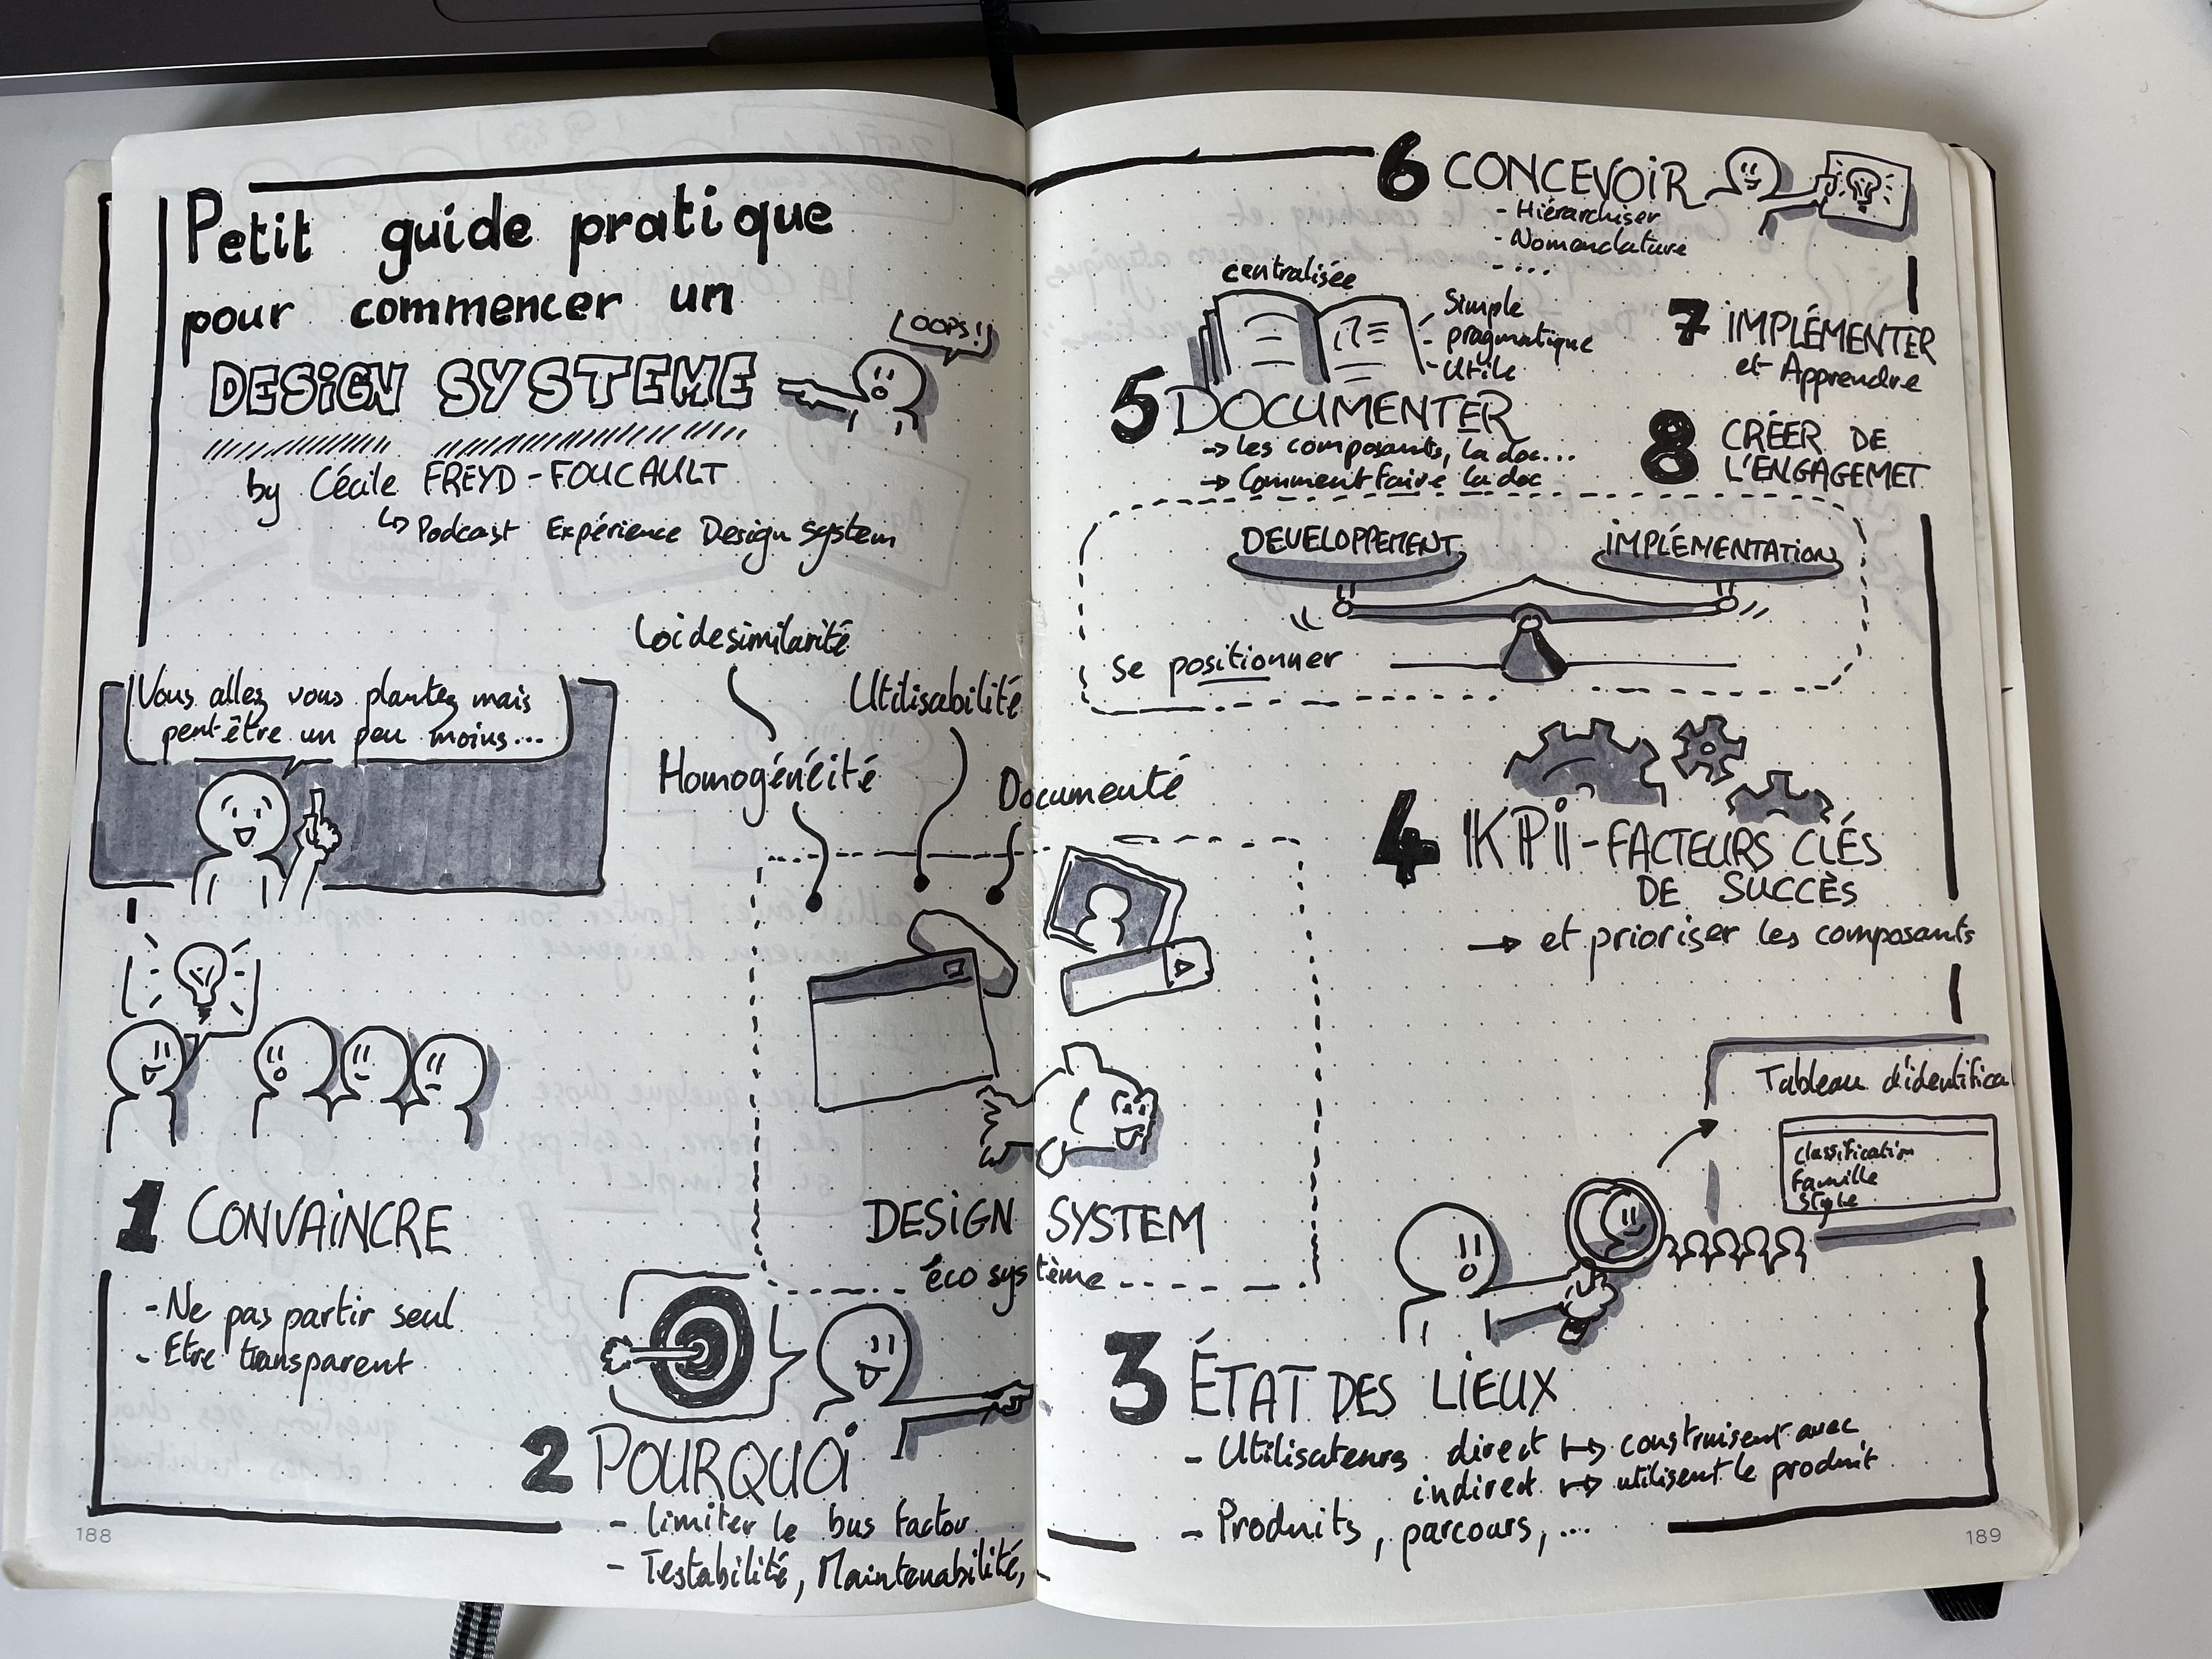 Petit guide pratique
pour commencer un
DESIGN SYSTEME
OOPS!
by Cécile FREYD-FOUCAULT
↳ Podcast Expérience Design System
Vous allez vous plantez mais
peut-être un peu moins...
Loi de similarité
Utilisabilité
Homogénéité
Documenté
DESIGN SYSTEM
éco système
1 CONVAINCRE
- Ne pas partir seul
- Etre transparent
2 POURQUOI
- limiter le bus factor
- Testabilité, Maintenabilité,
188
3 ÉTAT DES LIEUX
- Utilisateurs direct ↦ construisent avec
indirect ↦ utilisent le produit
- Produits, parcours, ...
Tableau d'identifica
Classification
Famille
Style
4 KPI - FACTEURS CLÉS
DE SUCCÈS
→ et prioriser les composants
DEVELOPPEMENT
IMPLÉMENTATION
Se positionner
centralisée
- Simple
- pragmatique
- Utile
5 DOCUMENTER
→ les composants, la doc...
→ Comment faire la doc
6 CONCEVOIR
- Hiérarchiser
- Nomenclature
- ....
7 IMPLÉMENTER
et Apprendre
8 CRÉER DE
L'ENGAGEMET
189